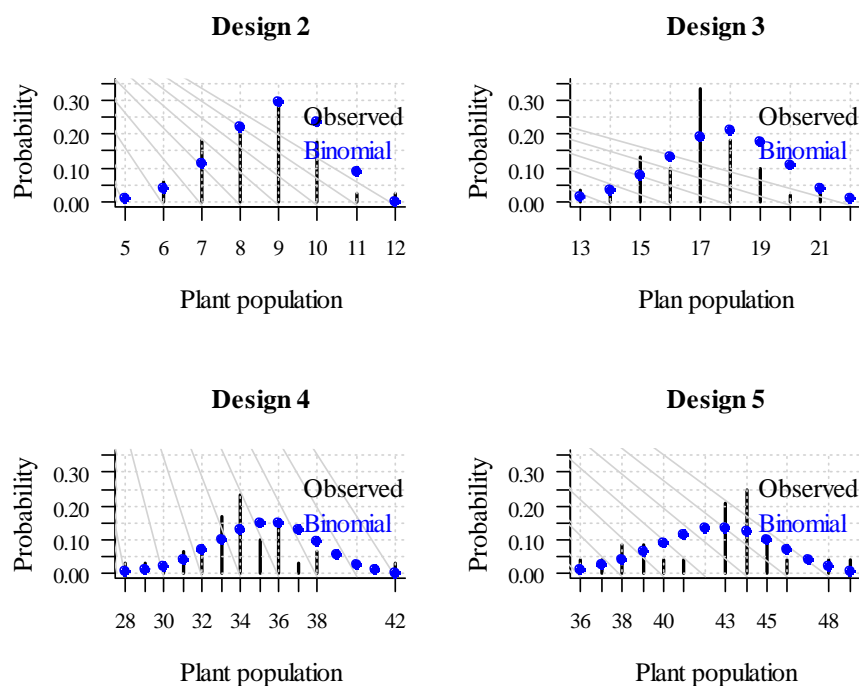 Design 2
Probability
0.30
0.20
0.10
0.00
Observed
Binomial
5 6 7 8 9 10 11 12
Plant population
Design 3
Probability
0.30
0.20
0.10
0.00
Observed
Binomial
13 15 17 19 21
Plan population
Design 4
Probability
0.30
0.20
0.10
0.00
Observed
Binomial
28 30 32 34 36 38 42
Plant population
Design 5
Probability
0.30
0.20
0.10
0.00
Observed
Binomial
36 38 40 43 45 48
Plant population